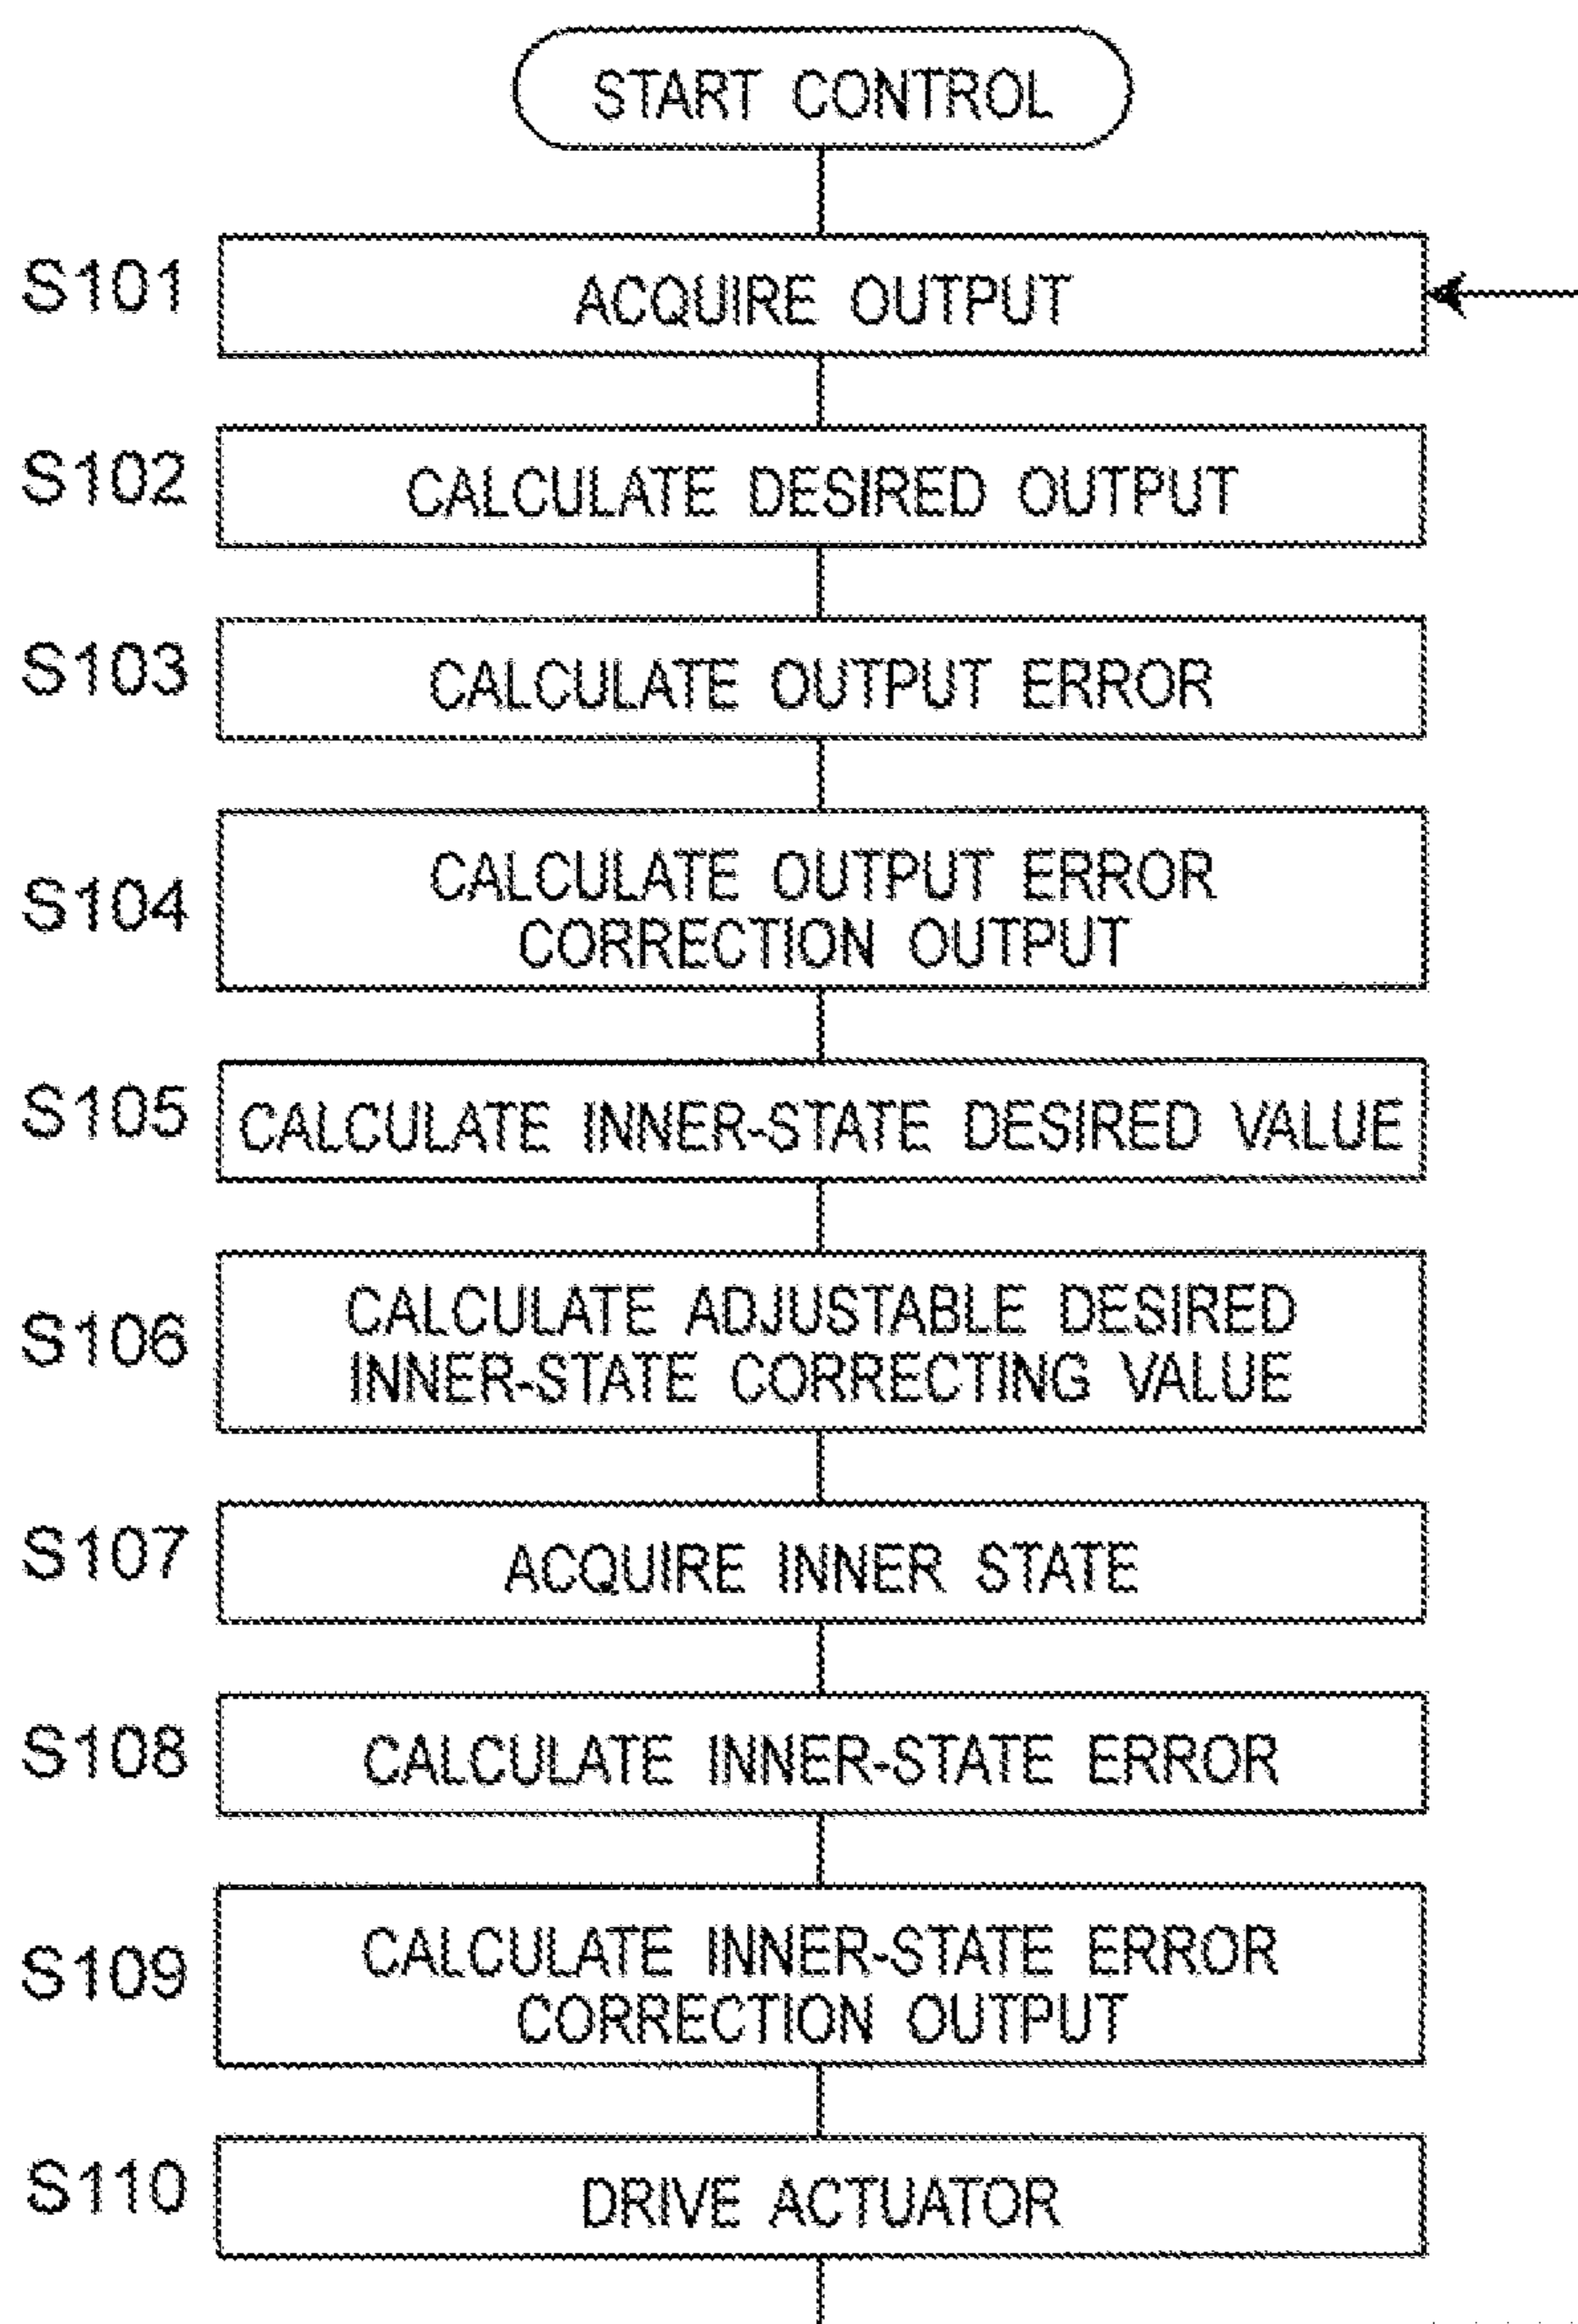 START CONTROL
S101
ACQUIRE OUTPUT
S102
CALCULATE DESIRED OUTPUT
S103
CALCULATE OUTPUT ERROR
S104
CALCULATE OUTPUT ERROR
CORRECTION OUTPUT
S105
CALCULATE INNER-STATE DESIRED VALUE
S106
CALCULATE ADJUSTABLE DESIRED
INNER-STATE CORRECTING VALUE
S107
ACQUIRE INNER STATE
S108
CALCULATE INNER-STATE ERROR
S109
CALCULATE INNER-STATE ERROR
CORRECTION OUTPUT
S110
DRIVE ACTUATOR